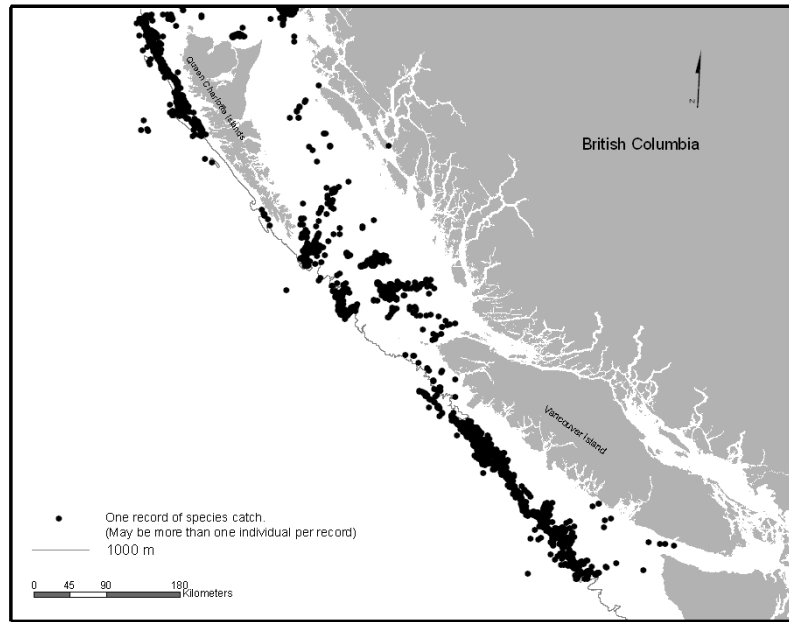 Queen Charlotte Islands
N
British Columbia
Vancouver Island
One record of species catch.
(May be more than one individual per record)
1000 m
0 45 90 180
Kilometers